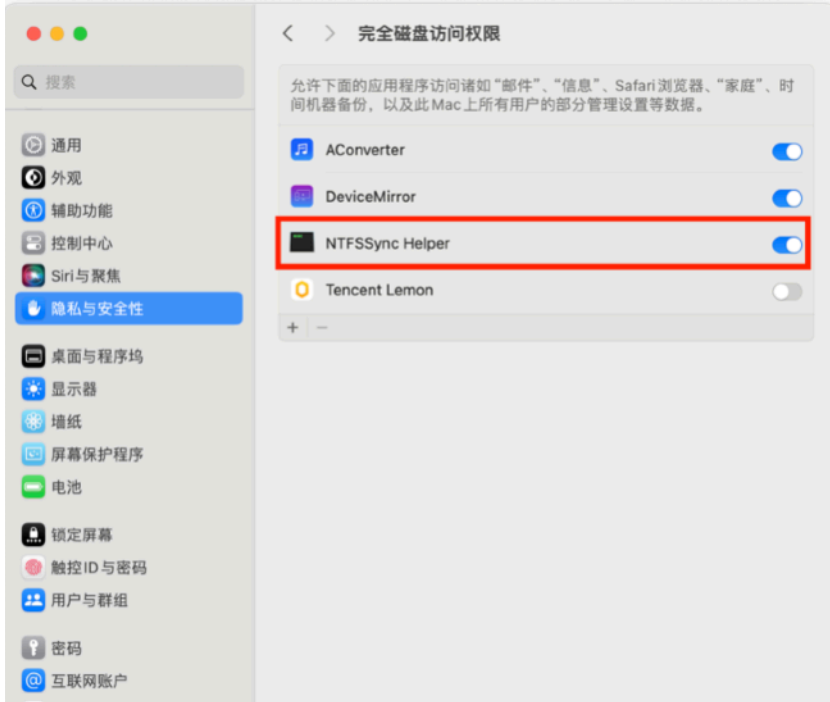 完全磁盘访问权限
搜索
通用
外观
辅助功能
控制中心
Siri与聚焦
隐私与安全性
桌面与程序坞
显示器
墙纸
屏幕保护程序
电池
锁定屏幕
触控ID与密码
用户与群组
密码
互联网账户
允许下面的应用程序访问诸如“邮件”、“信息”、Safari浏览器、“家庭”、时
间机器备份，以及此Mac上所有用户的部分管理设置等数据。
AConverter
DeviceMirror
NTFSSync Helper
Tencent Lemon